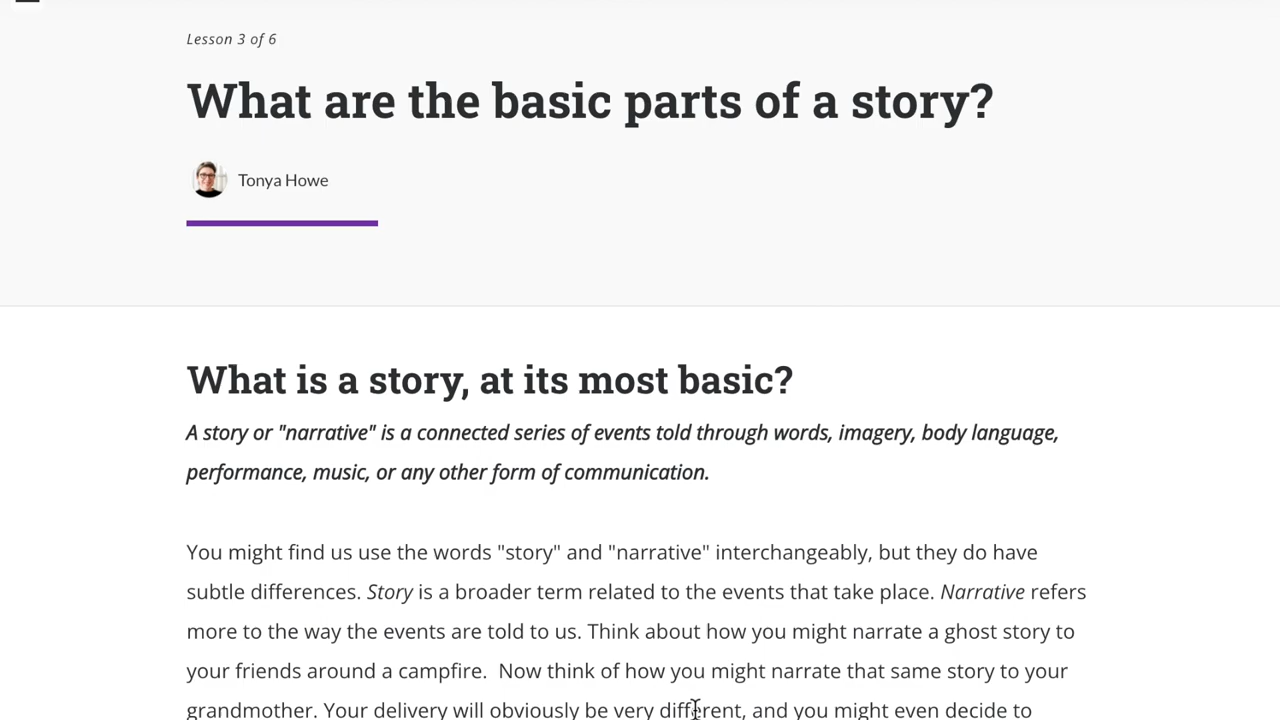 Lesson 3 of 6
What are the basic parts of a story?
Tonya Howe
What is a story, at its most basic?
A story or "narrative" is a connected series of events told through words, imagery, body language,
performance, music, or any other form of communication.
You might find us use the words "story" and "narrative" interchangeably, but they do have
subtle differences. Story is a broader term related to the events that take place. Narrative refers
more to the way the events are told to us. Think about how you might narrate a ghost story to
your friends around a campfire.  Now think of how you might narrate that same story to your
grandmother. Your delivery will obviously be very different, and you might even decide to